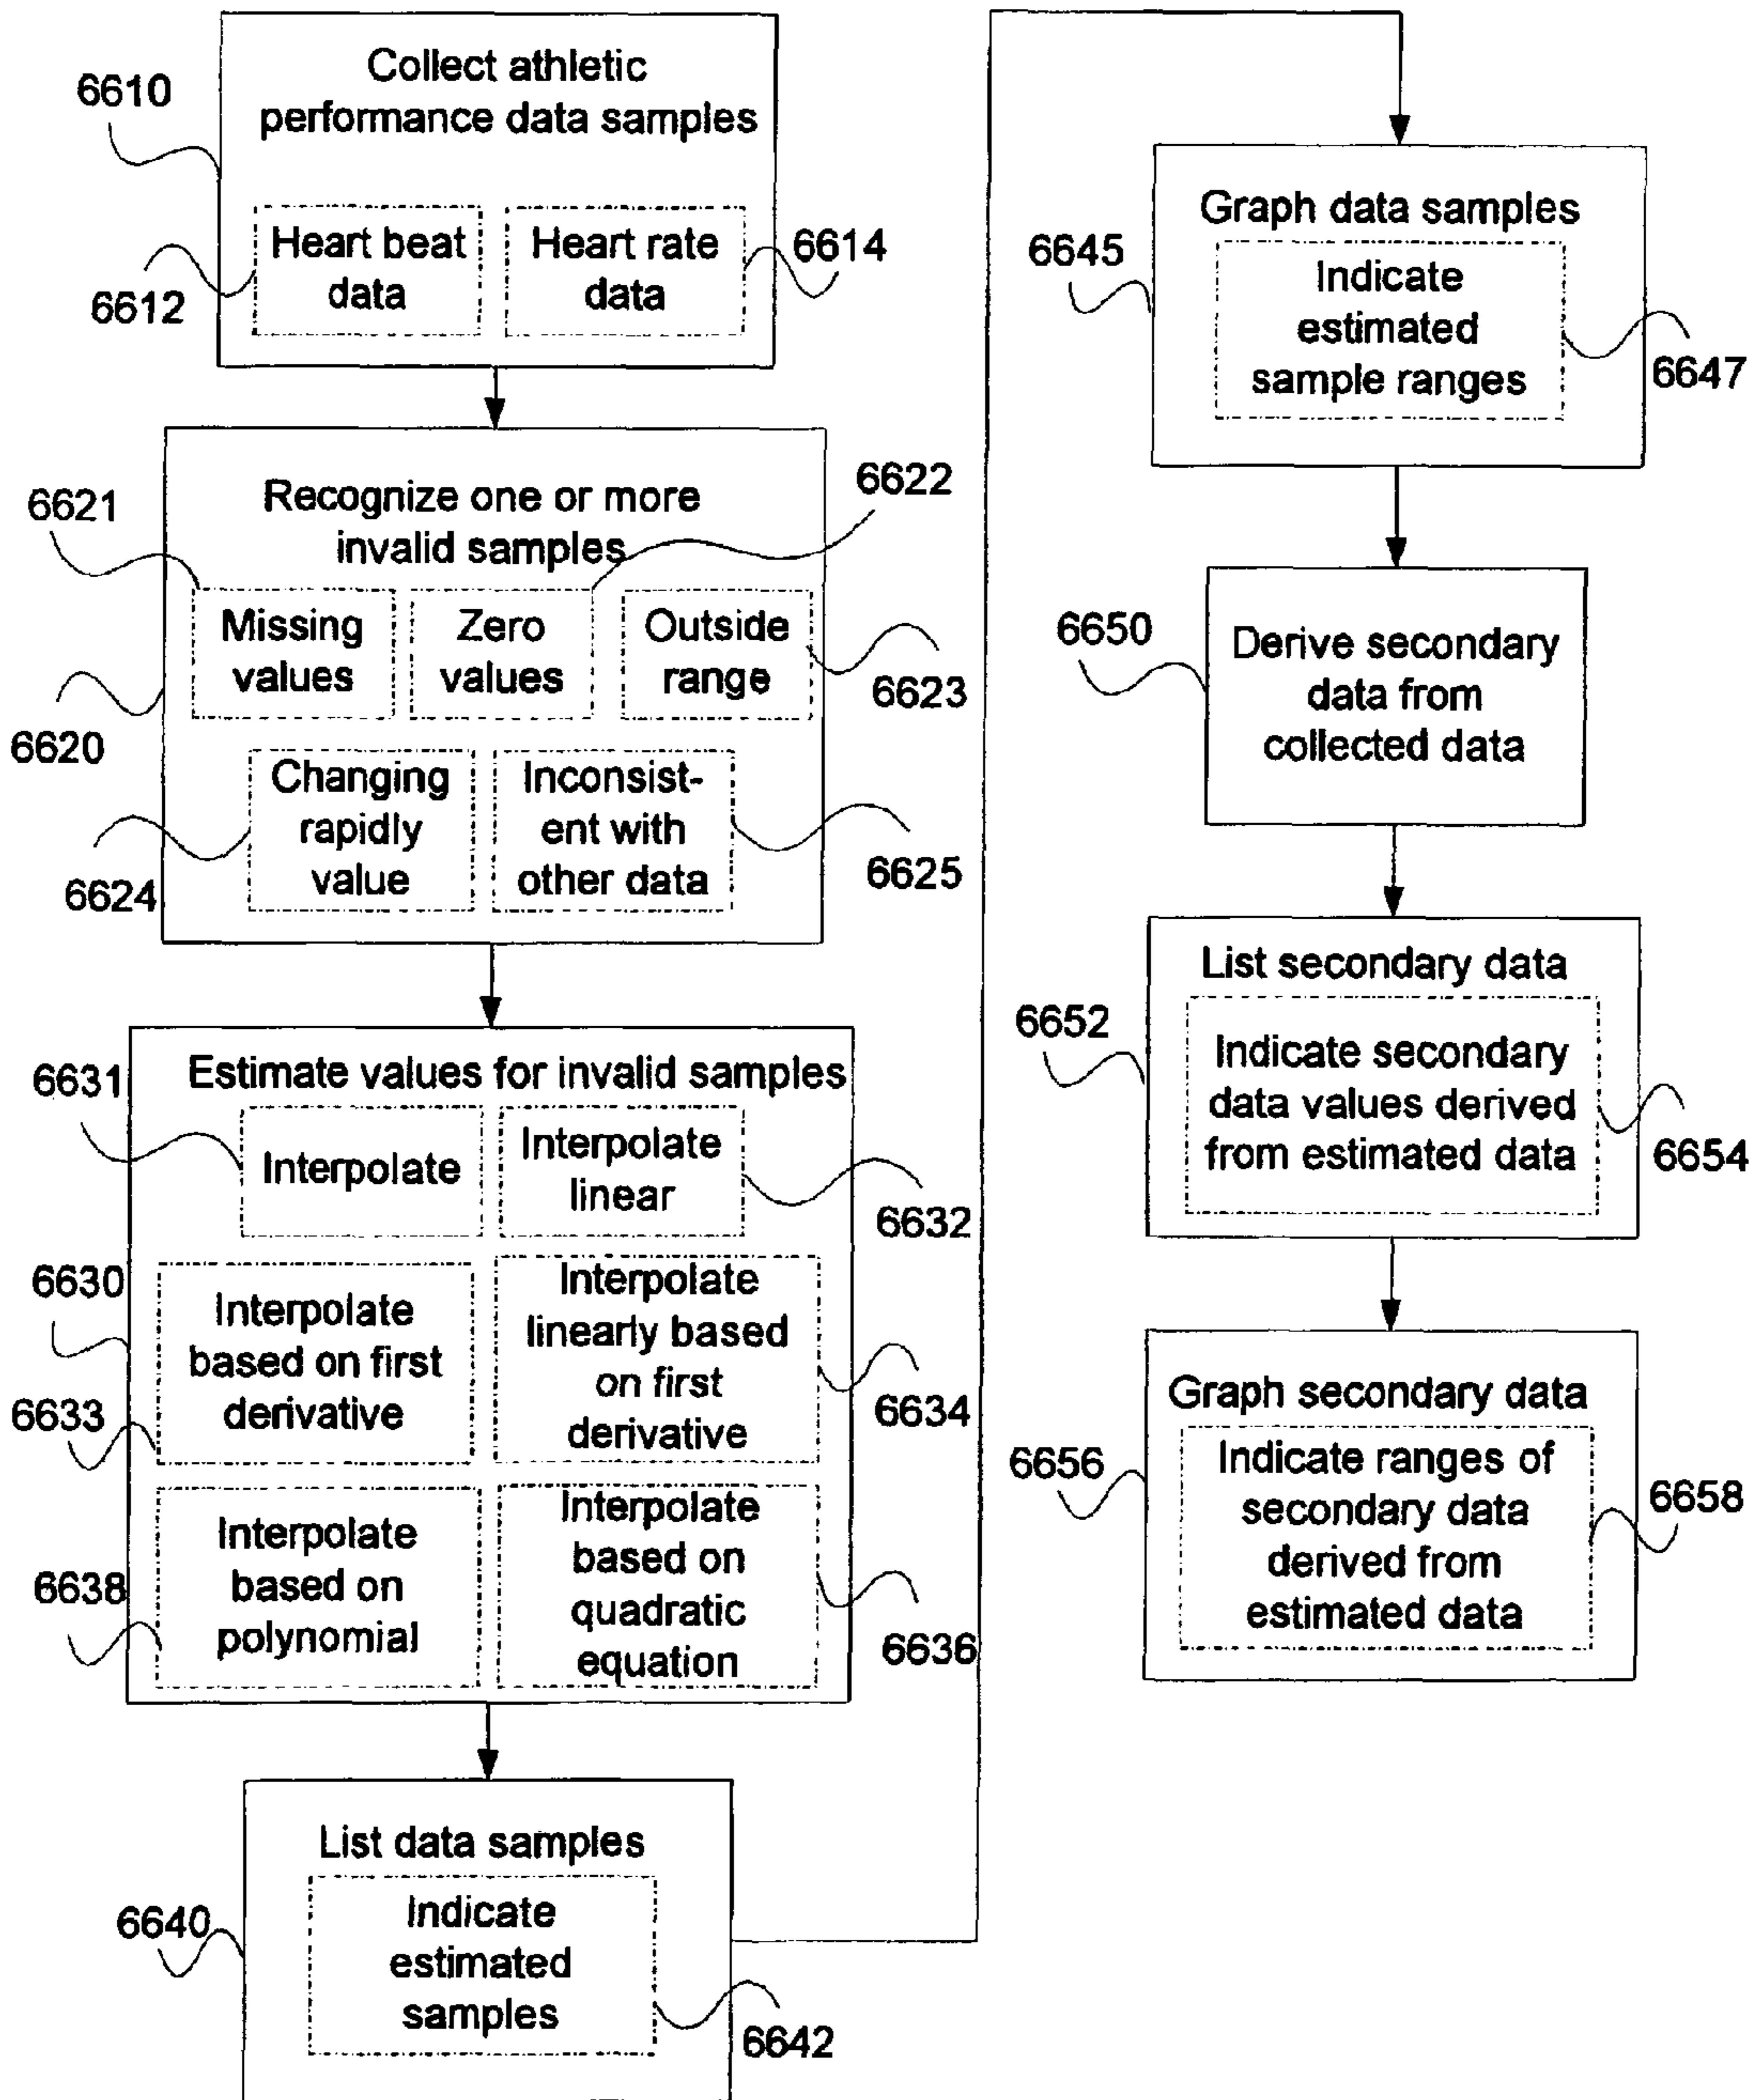 6610
Collect athletic
performance data samples
Heart beat
data
6612
Heart rate
data
6614
Recognize one or more
invalid samples
6621
6622
Missing
values
Zero
values
Outside
range
6623
6620
Changing
rapidly
value
6624
Inconsist-
ent with
other data
6625
Estimate values for invalid samples
6631
Interpolate
Interpolate
linear
6632
6630
Interpolate
based on first
derivative
6633
Interpolate
linearly based
on first
derivative
6634
Interpolate
based on
polynomial
6638
Interpolate
based on
quadratic
equation
6636
List data samples
6640
Indicate
estimated
samples
6642
Graph data samples
6645
Indicate
estimated
sample ranges
6647
6650
Derive secondary
data from
collected data
List secondary data
6652
Indicate secondary
data values derived
from estimated data
6654
Graph secondary data
6656
Indicate ranges of
secondary data
derived from
estimated data
6658